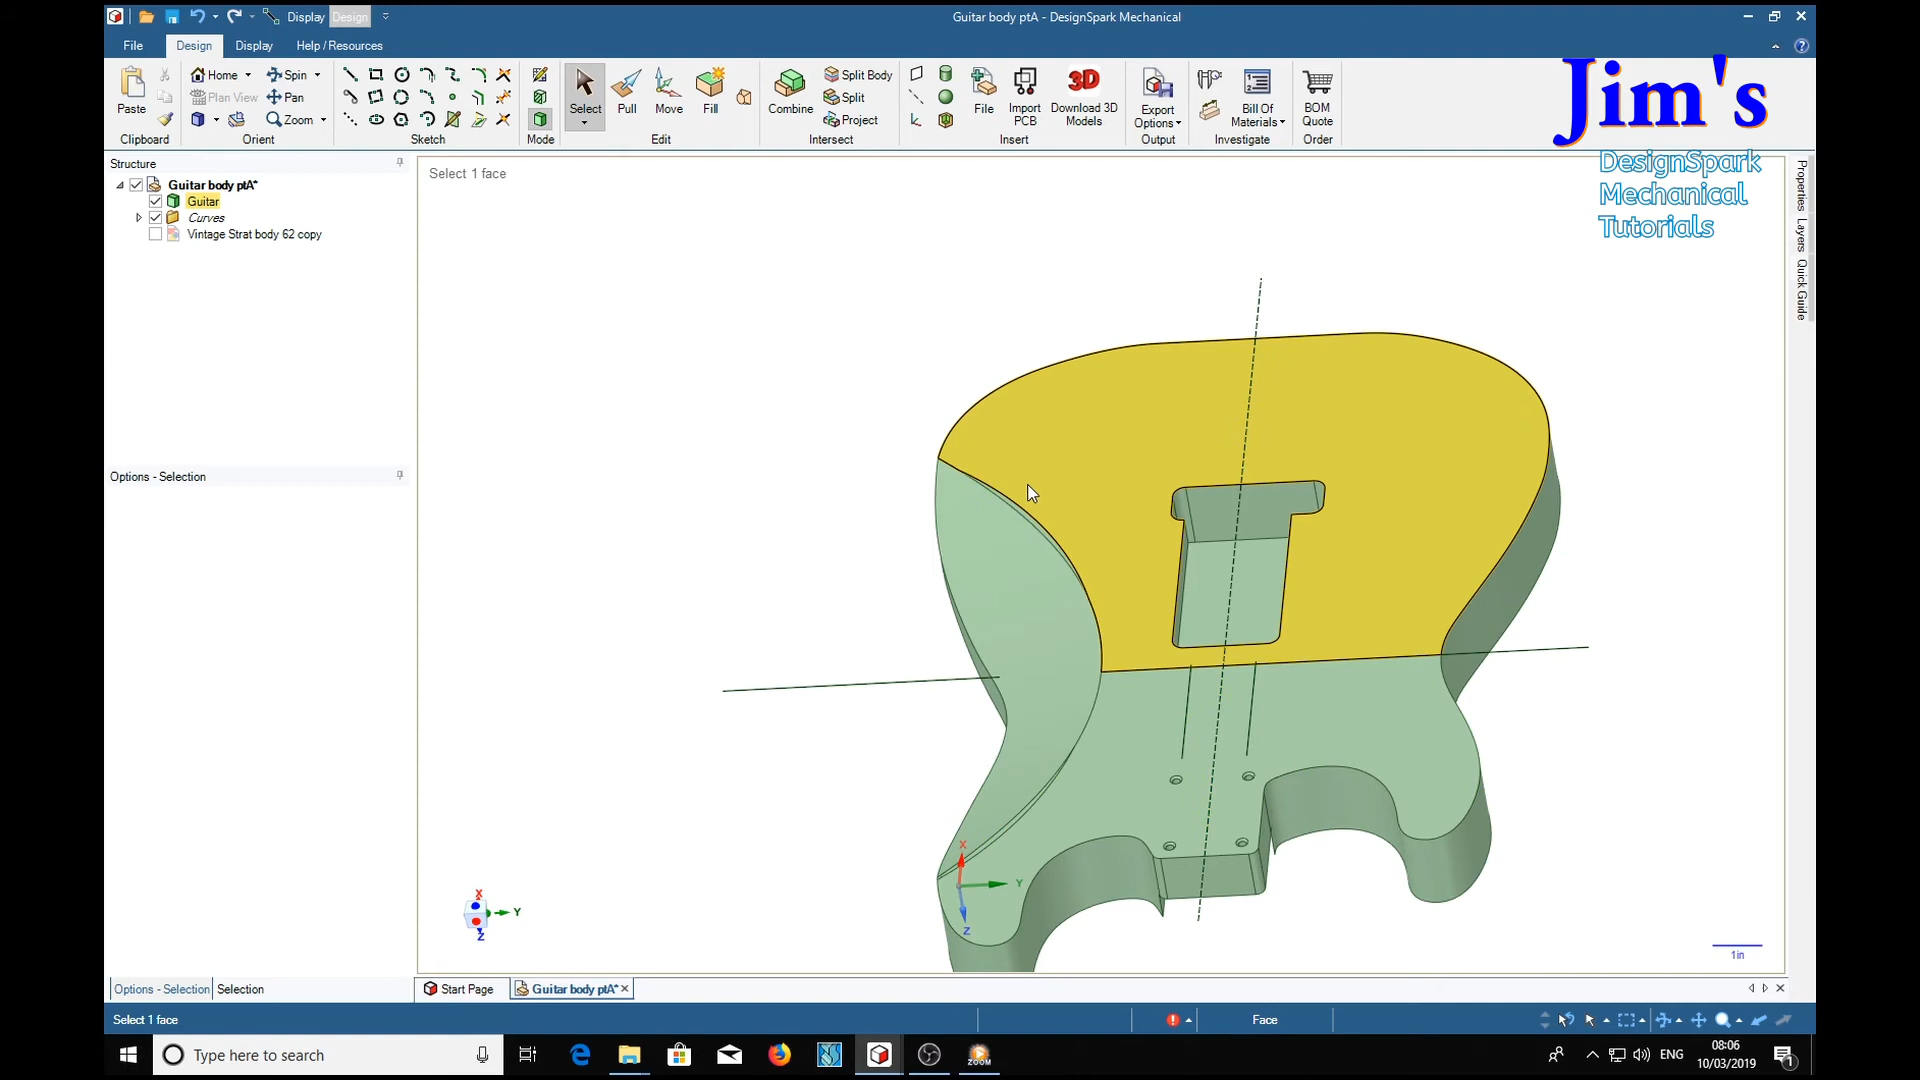 Display Design
Guitar body ptA - DesignSpark Mechanical
File Design Display Help / Resources
Home Spin
Plan View Pan
Zoom
Paste
Select Pull Move Fill
Combine
Split Body
Split
Project
File Import PCB Download 3D Models
Export Options
Bill Of Materials
BOM Quote
Clipboard Orient Sketch Mode Edit Intersect Insert Output Investigate Order
Jim's
DesignSpark
Mechanical
Tutorials
Structure
Guitar body ptA*
Guitar
Curves
Vintage Strat body 62 copy
Select 1 face
Properties
Layers
Quick Guide
Options - Selection
X
Y
Z
X
Y
Z
1in
Options - Selection Selection
Start Page Guitar body ptA*
Select 1 face Face
Type here to search
ZOOM
ENG
08:06
10/03/2019
1